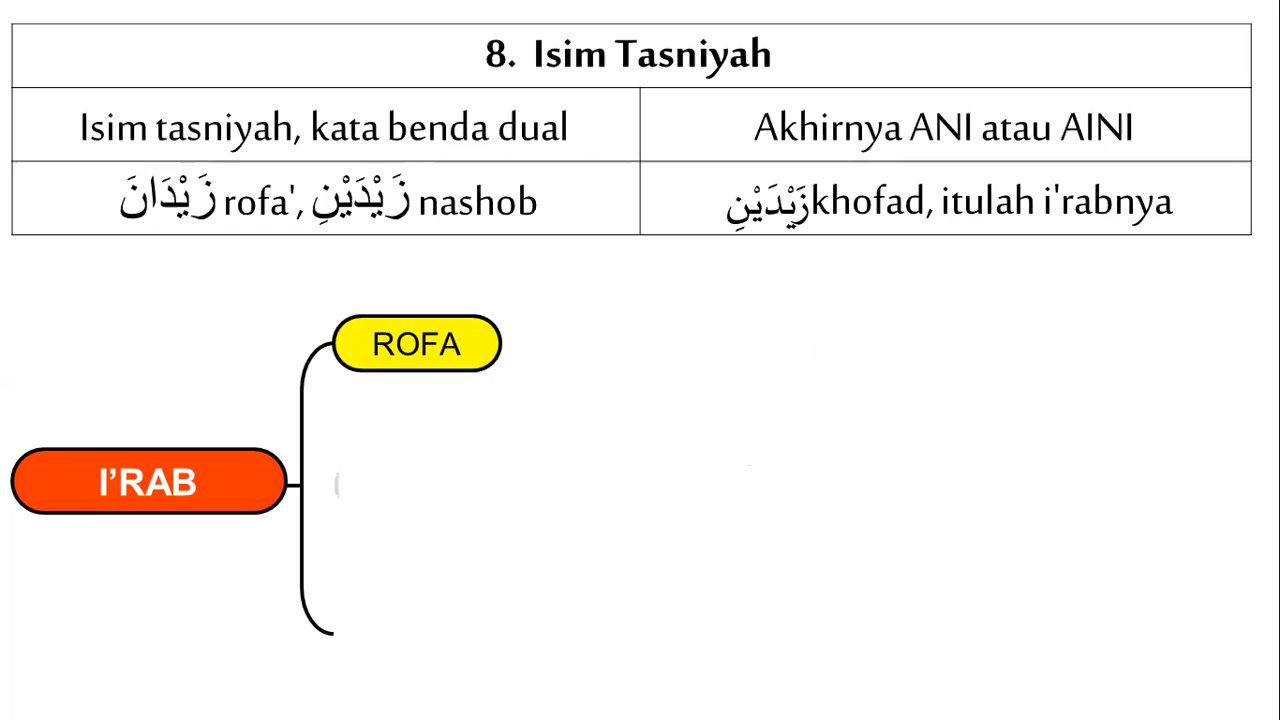 8. Isim Tasniyah
Isim tasniyah, kata benda dual
Akhirnya ANI atau AINI
زَيْدَانَ rofa', زَيْدَيْنِ nashob
زَيْدَيْنِ khofad, itulah i'rabnya
ROFA
I’RAB